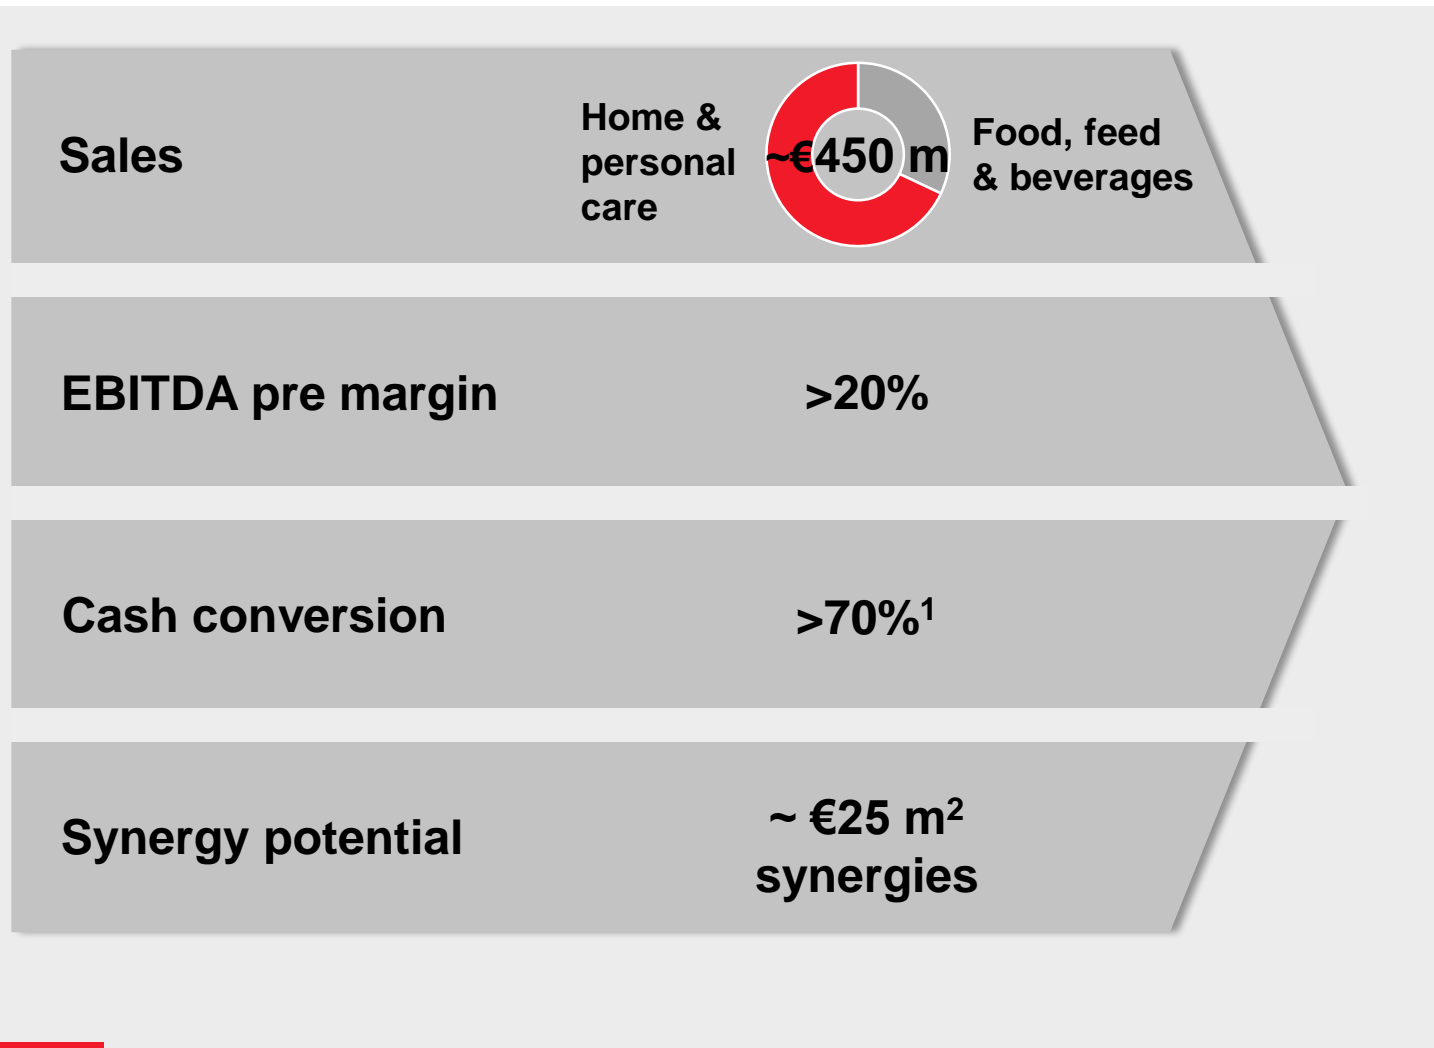 Sales
Home &
personal
care
~€450 m
Food, feed
& beverages
EBITDA pre margin
>20%
Cash conversion
>70%¹
Synergy potential
~ €25 m²
synergies